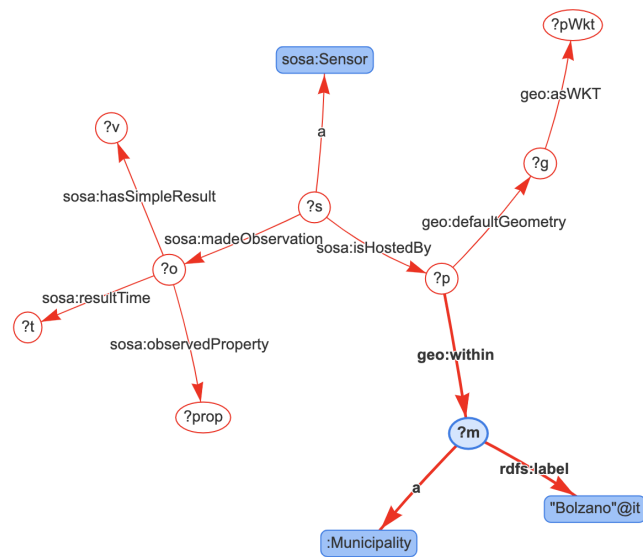 ?pWkt
sosa:Sensor
geo:asWKT
?v
a
?g
sosa:hasSimpleResult
?s
geo:defaultGeometry
sosa:madeObservation
sosa:isHostedBy
?o
?p
sosa:resultTime
?t
sosa:observedProperty
geo:within
?prop
?m
rdfs:label
a
"Bolzano"@it
:Municipality